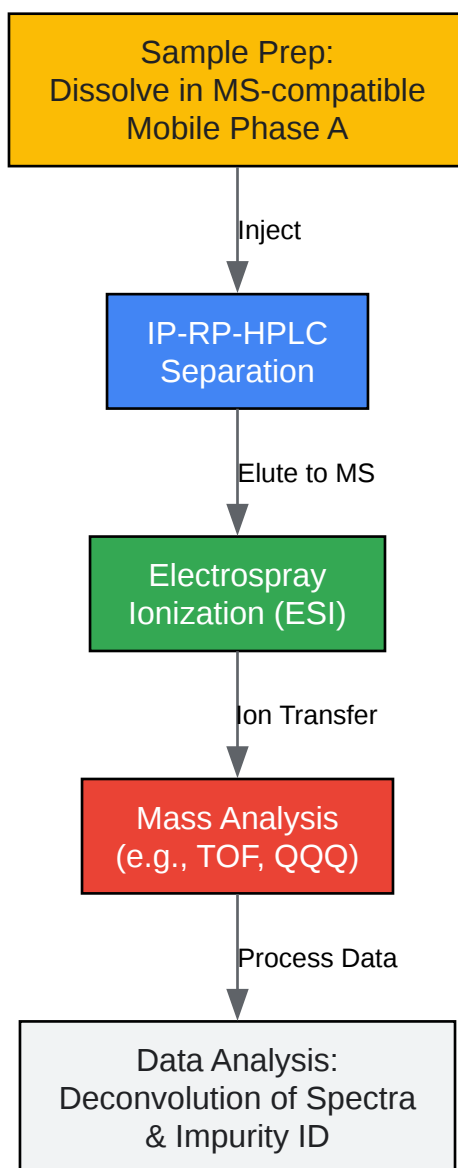 Sample Prep:
Dissolve in MS-compatible
Mobile Phase A
Inject
IP-RP-HPLC
Separation
Elute to MS
Electrospray
Ionization (ESI)
Ion Transfer
Mass Analysis
(e.g., TOF, QQQ)
Process Data
Data Analysis:
Deconvolution of Spectra
& Impurity ID